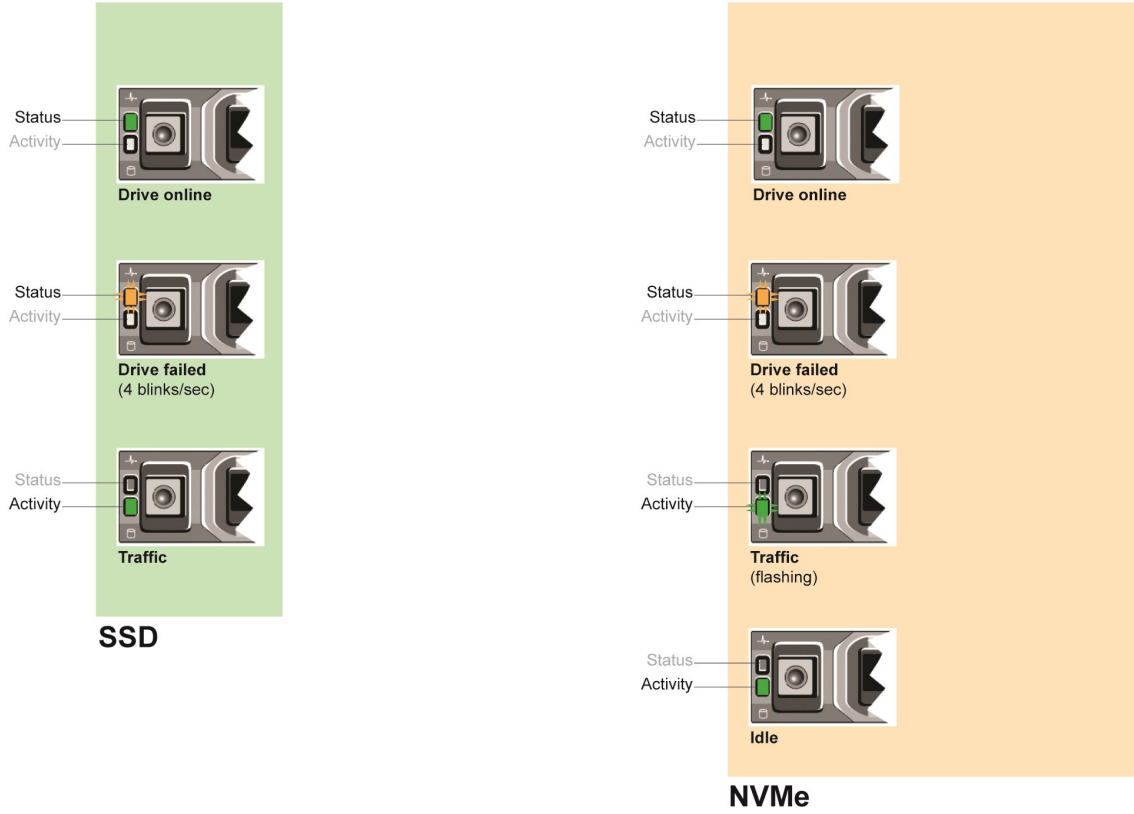 Status
Activity
Drive online
Status
Activity
Drive failed
(4 blinks/sec)
Status
Activity
Traffic
SSD
Status
Activity
Drive online
Status
Activity
Drive failed
(4 blinks/sec)
Status
Activity
Traffic
(flashing)
Status
Activity
Idle
NVMe